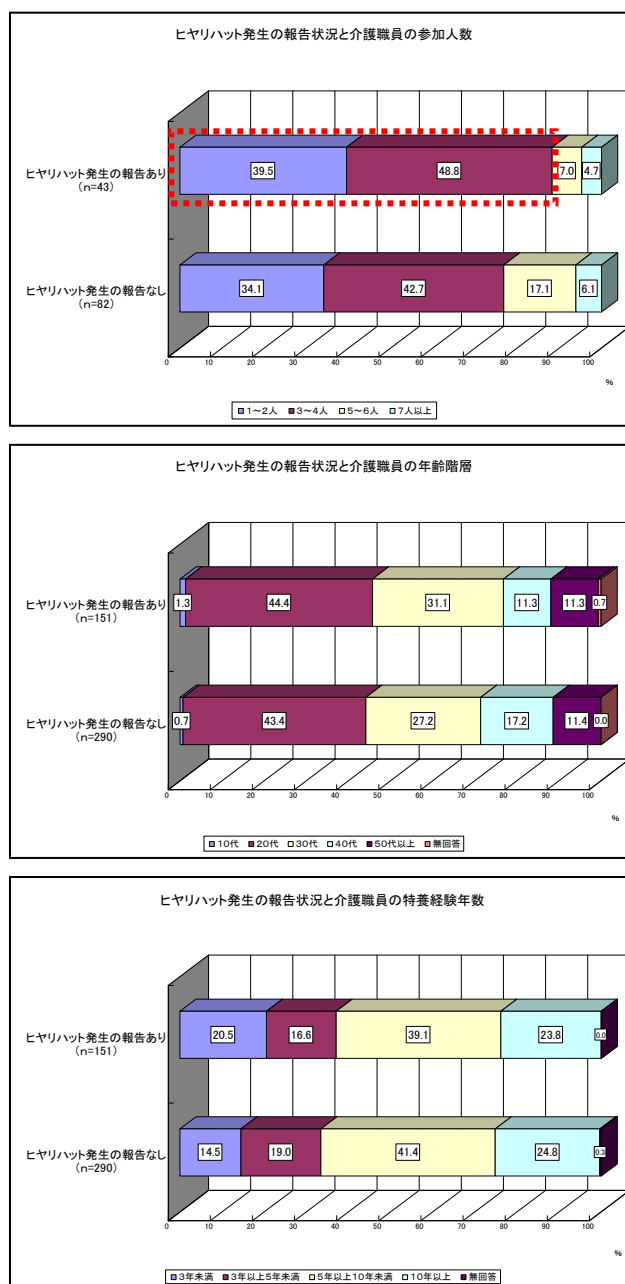 ヒヤリハット発生の報告状況と介護職員の参加人数
ヒヤリハット発生の報告あり
(n=43)
39.5 48.8 7.0 4.7
ヒヤリハット発生の報告なし
(n=82)
34.1 42.7 17.1 6.1
0 10 20 30 40 50 60 70 80 90 100
%
1～2人 3～4人 5～6人 7人以上
ヒヤリハット発生の報告状況と介護職員の年齢階層
ヒヤリハット発生の報告あり
(n=151)
1.3 44.4 31.1 11.3 11.3 0.7
ヒヤリハット発生の報告なし
(n=290)
0.7 43.4 27.2 17.2 11.4 0.0
0 10 20 30 40 50 60 70 80 90 100
%
10代 20代 30代 40代 50代以上 無回答
ヒヤリハット発生の報告状況と介護職員の特養経験年数
ヒヤリハット発生の報告あり
(n=151)
20.5 16.6 39.1 23.8 0.0
ヒヤリハット発生の報告なし
(n=290)
14.5 19.0 41.4 24.8 0.3
0 10 20 30 40 50 60 70 80 90 100
%
3年未満 3年以上5年未満 5年以上10年未満 10年以上 無回答